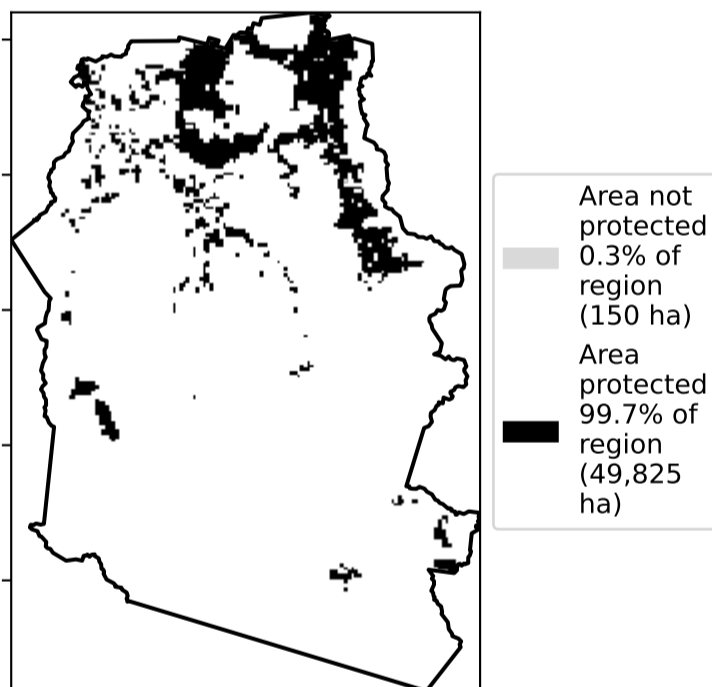 Area not
protected
0.3% of
region
(150 ha)
Area
protected
99.7% of
region
(49,825
ha)